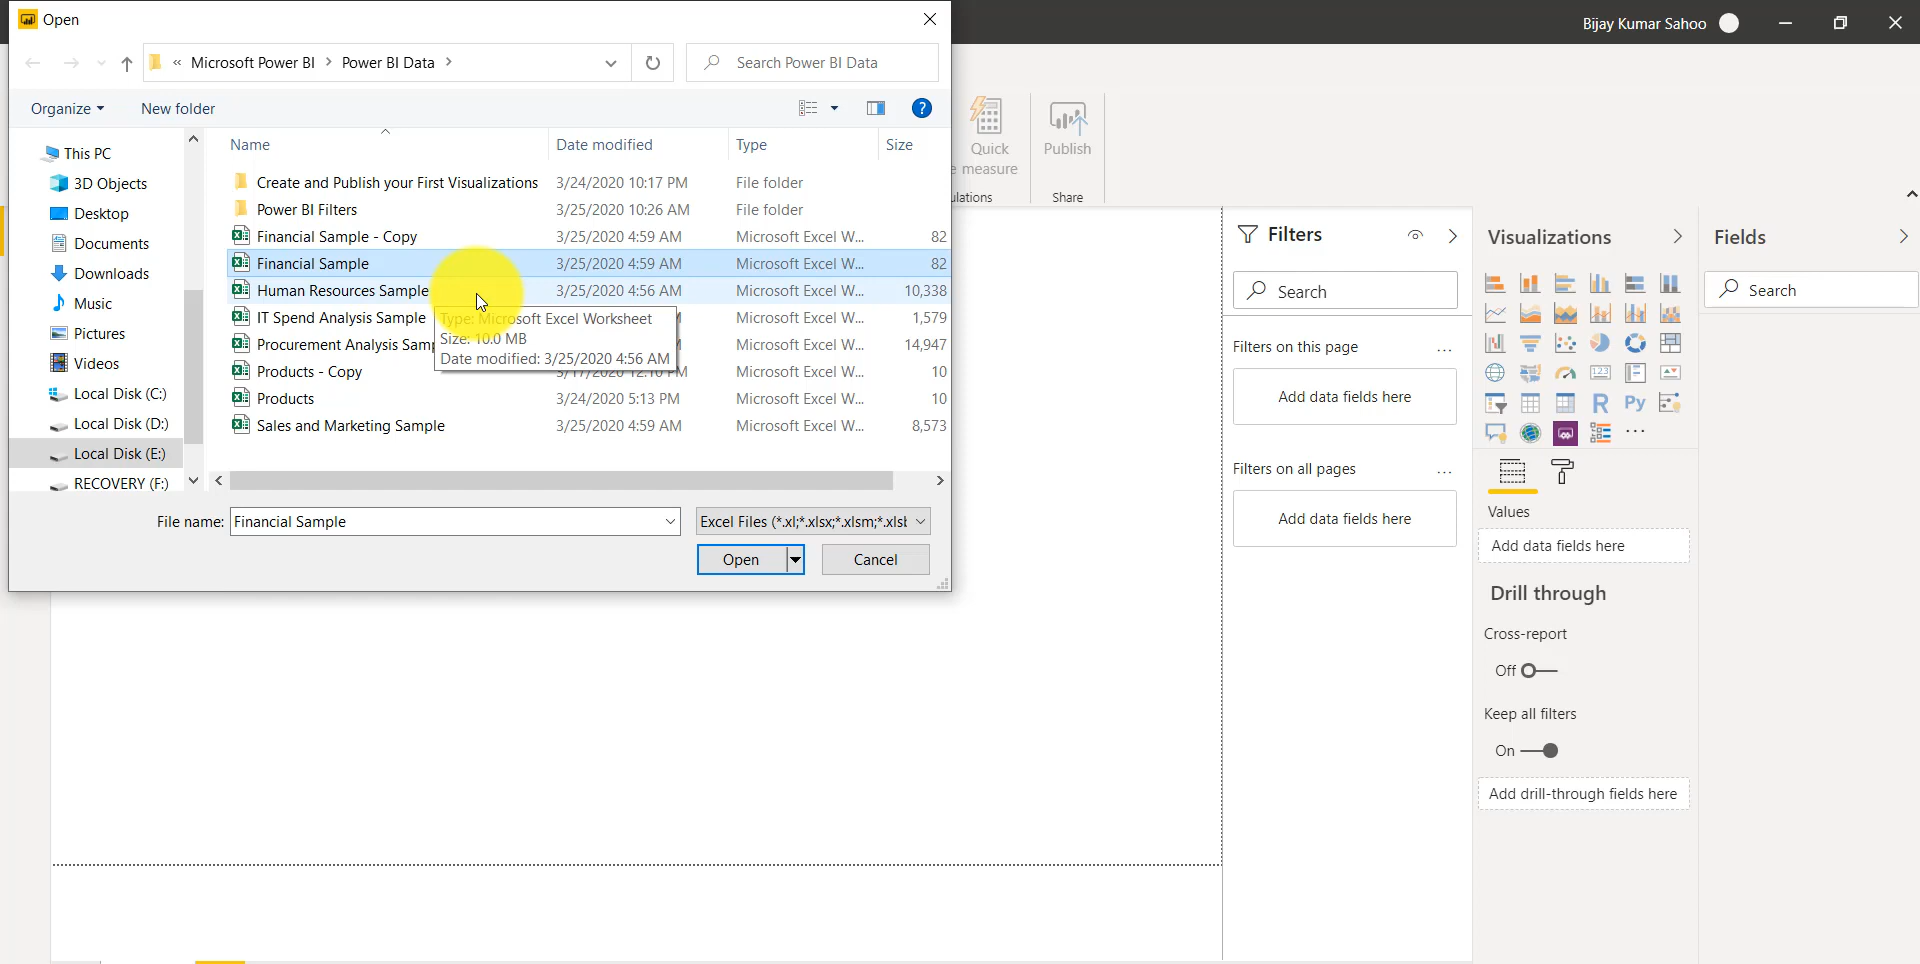 Open
Bijay Kumar Sahoo
« Microsoft Power BI > Power BI Data >
Search Power BI Data
Organize
New folder
Name
Date modified
Type
Size
This PC
3D Objects
Desktop
Documents
Downloads
Music
Pictures
Videos
Local Disk (C:)
Local Disk (D:)
Local Disk (E:)
RECOVERY (F:)
Create and Publish your First Visualizations 3/24/2020 10:17 PM File folder
Power BI Filters 3/25/2020 10:26 AM File folder
Financial Sample - Copy 3/25/2020 4:59 AM Microsoft Excel W... 82
Financial Sample 3/25/2020 4:59 AM Microsoft Excel W... 82
Human Resources Sample 3/25/2020 4:56 AM Microsoft Excel W... 10,338
IT Spend Analysis Sample Microsoft Excel W... 1,579
Procurement Analysis Microsoft Excel W... 14,947
Products - Copy Microsoft Excel W... 10
Products 3/24/2020 5:13 PM Microsoft Excel W... 10
Sales and Marketing Sample 3/25/2020 4:59 AM Microsoft Excel W... 8,573
Type: Microsoft Excel Worksheet
Size: 10.0 MB
Date modified: 3/25/2020 4:56 AM
File name: Financial Sample
Excel Files (*.xl;*.xlsx;*.xlsm;*.xlsb
Open
Cancel
Quick
measure
Publish
Share
Filters
Search
Filters on this page
...
Add data fields here
Filters on all pages
...
Add data fields here
Visualizations
123
R
Py
...
Values
Add data fields here
Drill through
Cross-report
Off
Keep all filters
On
Add drill-through fields here
Fields
Search